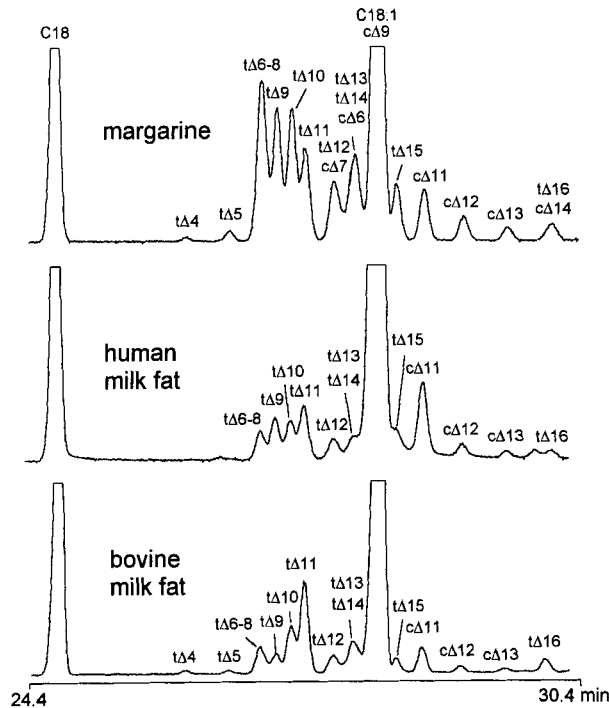 C18
C18:1
cΔ9
tΔ6-8
tΔ9
tΔ10
tΔ11
tΔ12
cΔ7
tΔ13
tΔ14
cΔ6
tΔ15
cΔ11
cΔ12
cΔ13
tΔ16
cΔ14
margarine
tΔ4
tΔ5
human
milk fat
tΔ6-8
tΔ9
tΔ10
tΔ11
tΔ12
tΔ13
tΔ14
tΔ15
cΔ11
cΔ12
cΔ13
tΔ16
bovine
milk fat
tΔ4
tΔ5
tΔ6-8
tΔ9
tΔ10
tΔ11
tΔ12
tΔ13
tΔ14
tΔ15
cΔ11
cΔ12
cΔ13
tΔ16
24.4
30.4 min